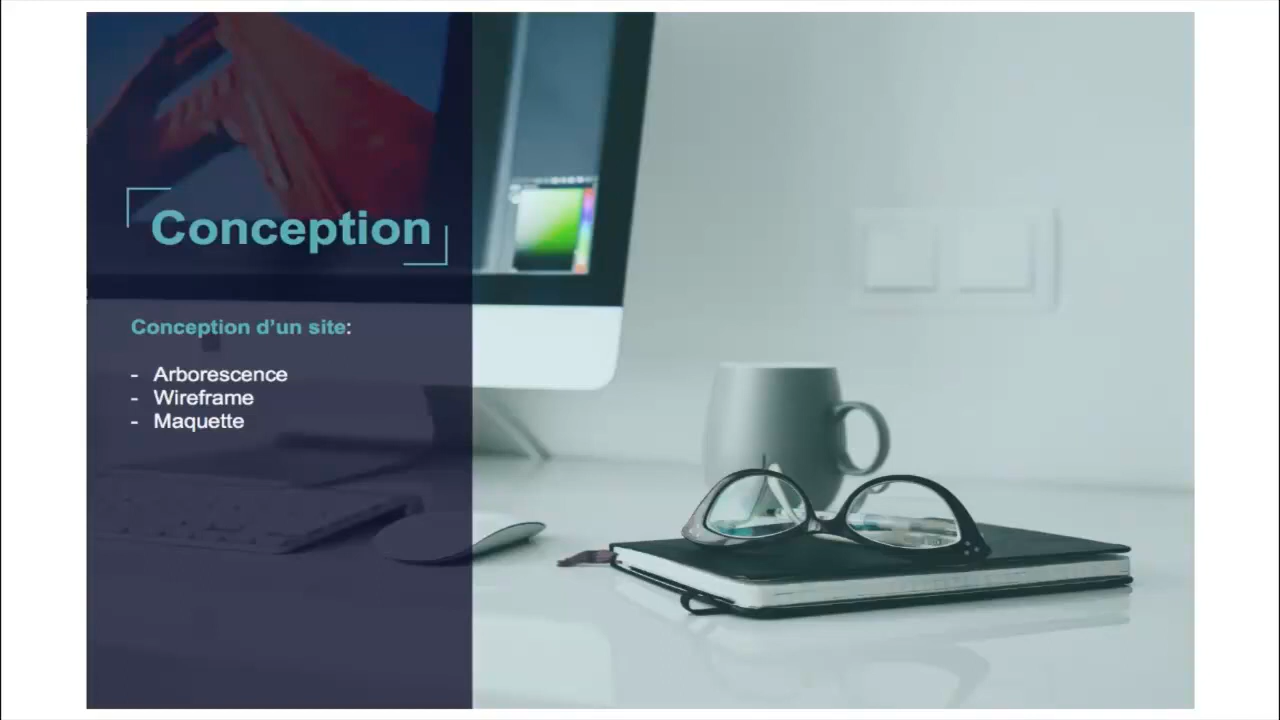 Conception
Conception d’un site:
- Arborescence
- Wireframe
- Maquette